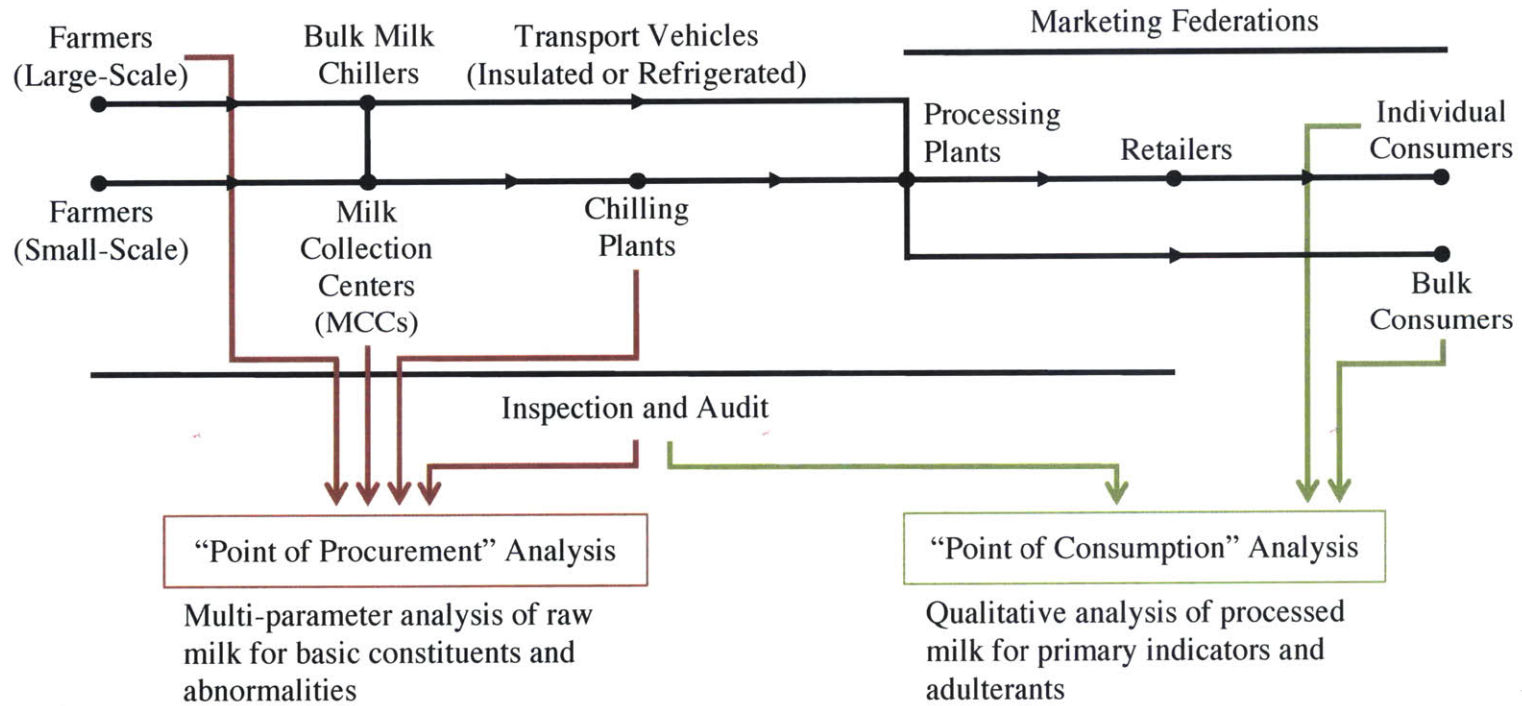 Farmers
(Large-Scale)
Bulk Milk
Chillers
Transport Vehicles
(Insulated or Refrigerated)
Marketing Federations
Processing
Plants
Retailers
Individual
Consumers
Farmers
(Small-Scale)
Milk
Collection
Centers
(MCCs)
Chilling
Plants
Bulk
Consumers
Inspection and Audit
“Point of Procurement” Analysis
Multi-parameter analysis of raw
milk for basic constituents and
abnormalities
“Point of Consumption” Analysis
Qualitative analysis of processed
milk for primary indicators and
adulterants